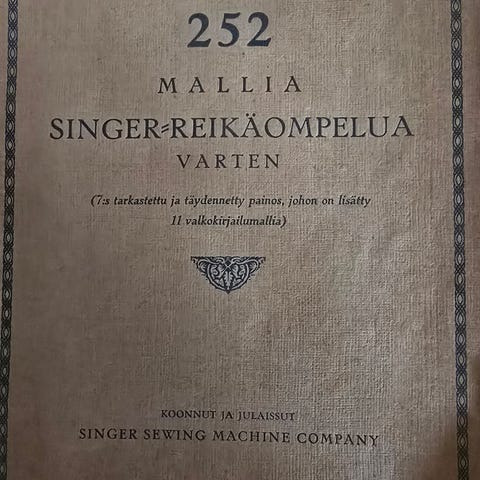 252
MALLIA
SINGER=REIKÄOMPELUA
VARTEN
(7:s tarkastettu ja täydennetty painos, johon on lisätty
11 valkokirjailumallia)
KOONNUT JA JULAISSUT
SINGER SEWING MACHINE COMPANY